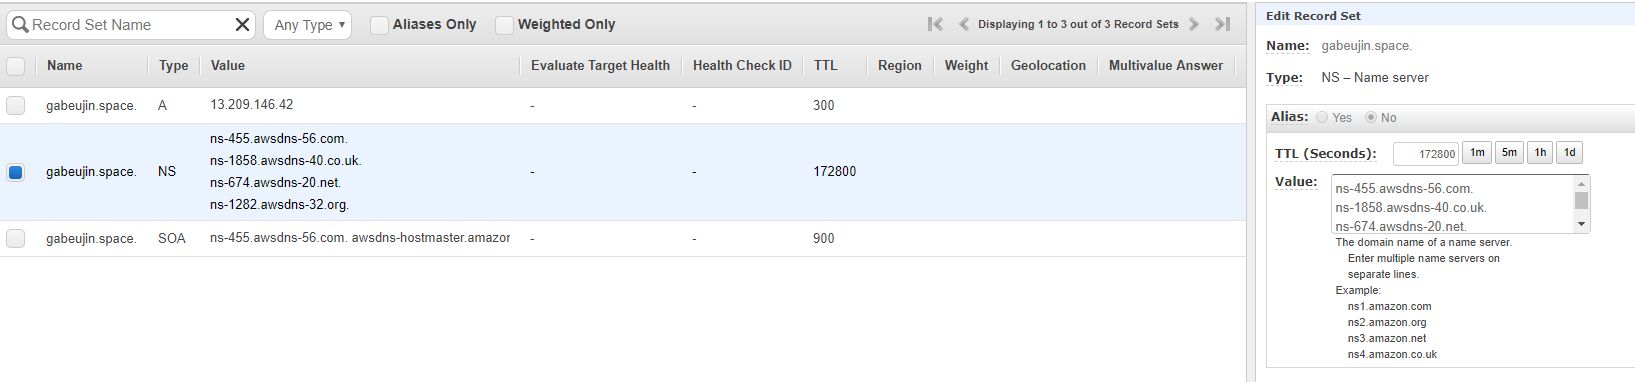 Record Set Name
Any Type
Aliases Only
Weighted Only
Displaying 1 to 3 out of 3 Record Sets
Name Type Value Evaluate Target Health Health Check ID TTL Region Weight Geolocation Multivalue Answer
gabeujin.space. A 13.209.146.42 - - 300
gabeujin.space. NS ns-455.awsdns-56.com. - - 172800
ns-1858.awsdns-40.co.uk.
ns-674.awsdns-20.net.
ns-1282.awsdns-32.org.
gabeujin.space. SOA ns-455.awsdns-56.com. awsdns-hostmaster.amazor - - 900
Edit Record Set
Name: gabeujin.space.
Type: NS – Name server
Alias: Yes No
TTL (Seconds): 172800 1m 5m 1h 1d
Value: ns-455.awsdns-56.com.
ns-1858.awsdns-40.co.uk.
ns-674.awsdns-20.net.
The domain name of a name server.
Enter multiple name servers on
separate lines.
Example:
ns1.amazon.com
ns2.amazon.org
ns3.amazon.net
ns4.amazon.co.uk